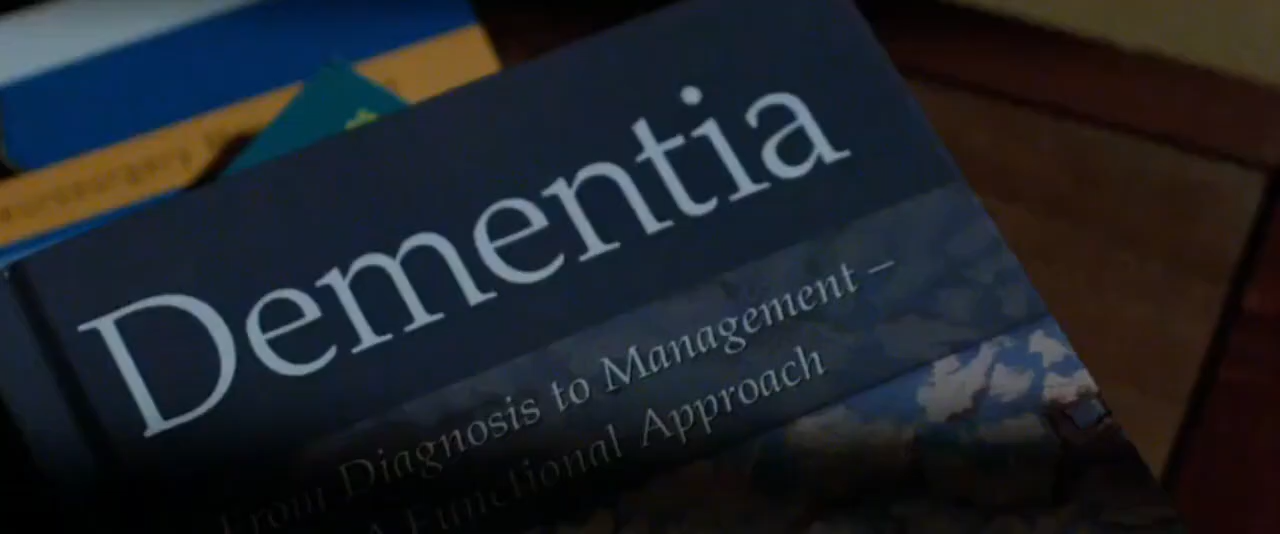 Dementia
From Diagnosis to Management –
A Functional Approach